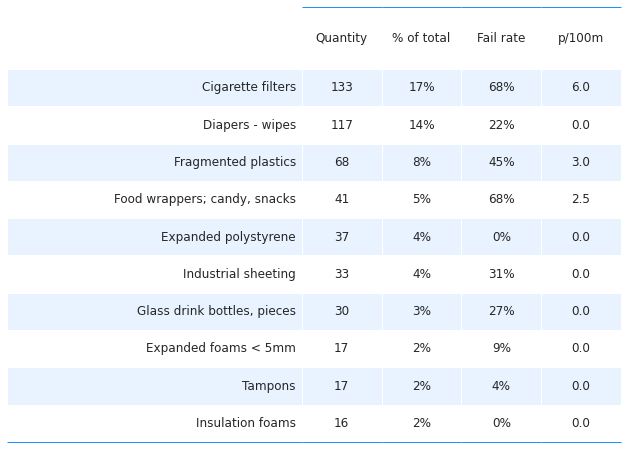 Quantity % of total Fail rate p/100m
Cigarette filters 133 17% 68% 6.0
Diapers - wipes 117 14% 22% 0.0
Fragmented plastics 68 8% 45% 3.0
Food wrappers; candy, snacks 41 5% 68% 2.5
Expanded polystyrene 37 4% 0% 0.0
Industrial sheeting 33 4% 31% 0.0
Glass drink bottles, pieces 30 3% 27% 0.0
Expanded foams < 5mm 17 2% 9% 0.0
Tampons 17 2% 4% 0.0
Insulation foams 16 2% 0% 0.0